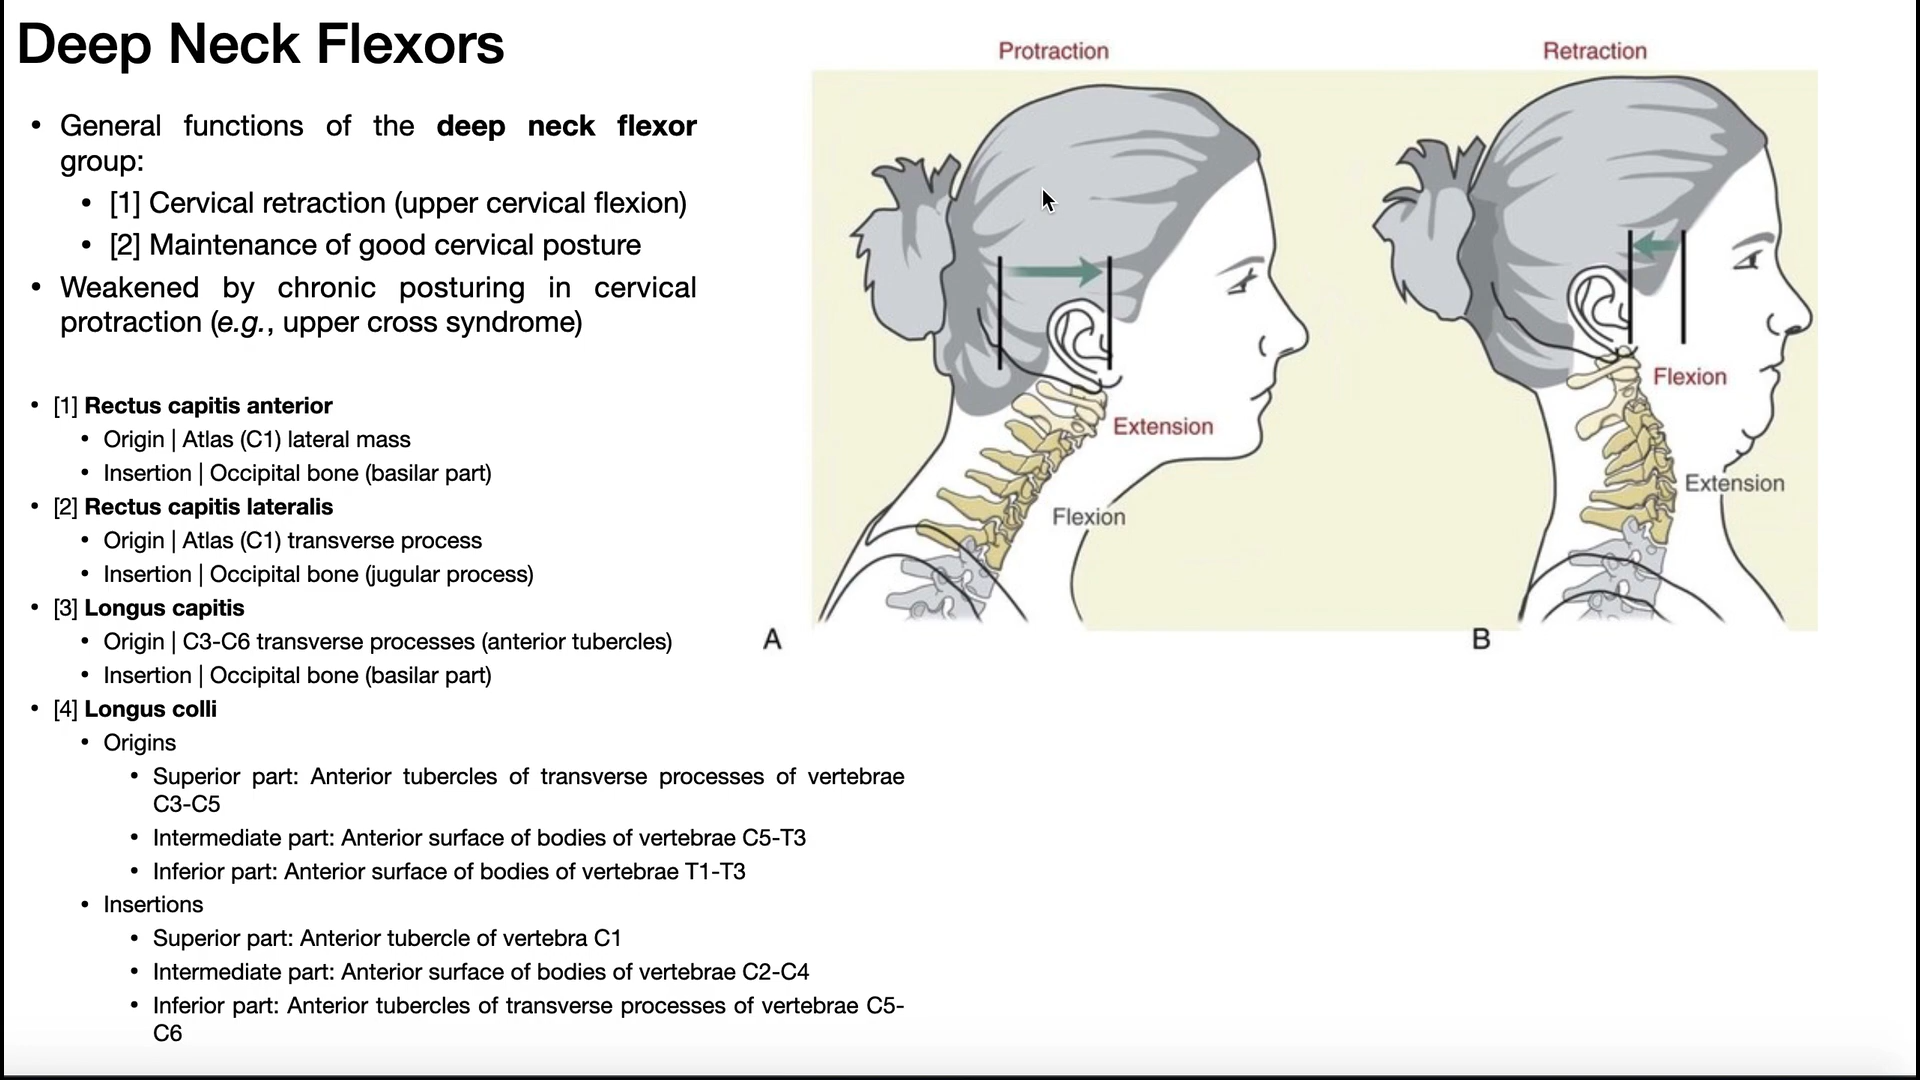 Deep Neck Flexors
• General functions of the deep neck flexor
group:
• [1] Cervical retraction (upper cervical flexion)
• [2] Maintenance of good cervical posture
• Weakened by chronic posturing in cervical
protraction (e.g., upper cross syndrome)
• [1] Rectus capitis anterior
• Origin | Atlas (C1) lateral mass
• Insertion | Occipital bone (basilar part)
• [2] Rectus capitis lateralis
• Origin | Atlas (C1) transverse process
• Insertion | Occipital bone (jugular process)
• [3] Longus capitis
• Origin | C3-C6 transverse processes (anterior tubercles)
• Insertion | Occipital bone (basilar part)
• [4] Longus colli
• Origins
• Superior part: Anterior tubercles of transverse processes of vertebrae
C3-C5
• Intermediate part: Anterior surface of bodies of vertebrae C5-T3
• Inferior part: Anterior surface of bodies of vertebrae T1-T3
• Insertions
• Superior part: Anterior tubercle of vertebra C1
• Intermediate part: Anterior surface of bodies of vertebrae C2-C4
• Inferior part: Anterior tubercles of transverse processes of vertebrae C5-
C6
Protraction
Extension
Flexion
A
Retraction
Flexion
Extension
B